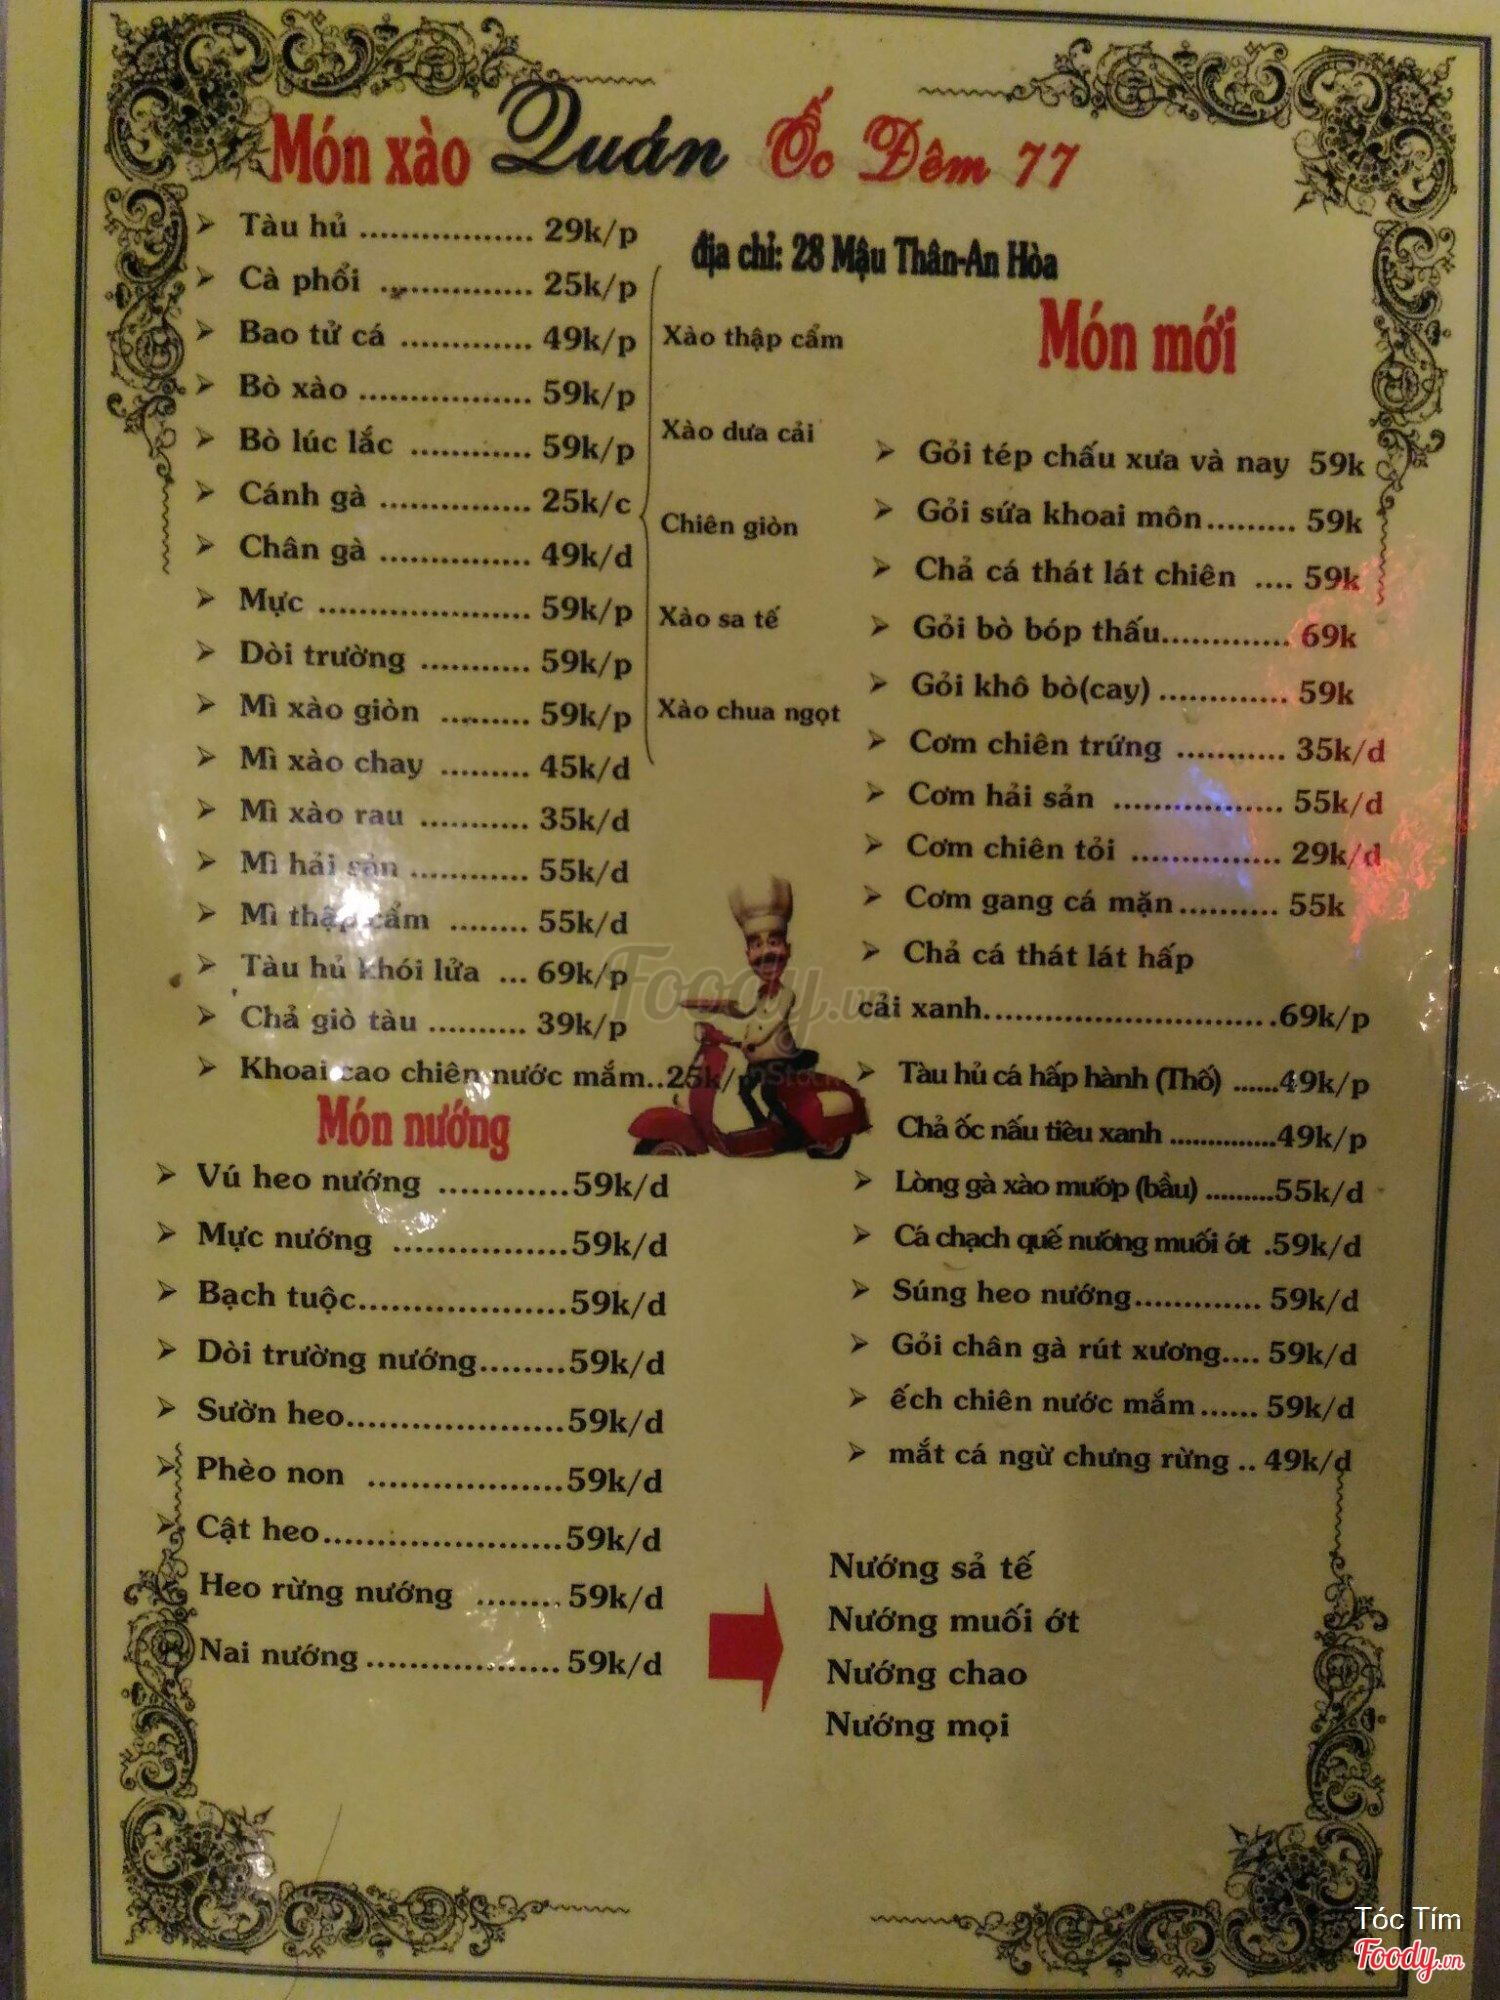 Món xào Quán Ốc Đêm 77
địa chỉ: 28 Mậu Thân-An Hòa
Tàu hủ ................. 29k/p
Cà phổi ............... 25k/p
Bao tử cá ............. 49k/p
Bò xào ................. 59k/p
Bò lúc lắc ............ 59k/p
Cánh gà ............... 25k/c
Chân gà ............... 49k/d
Mực ..................... 59k/p
Dòi trường ........... 59k/p
Mì xào giòn ......... 59k/p
Mì xào chay ......... 45k/d
Mì xào rau ........... 35k/d
Mì hải sản ............ 55k/d
Mì thập cẩm ........ 55k/d
Tàu hủ khói lửa ... 69k/p
Chả giò tàu .......... 39k/p
Khoai cao chiên nước mắm..25k/p
Xào thập cẩm
Xào dưa cải
Chiên giòn
Xào sa tế
Xào chua ngọt
Món nướng
Vú heo nướng .............59k/d
Mực nướng .................59k/d
Bạch tuộc.....................59k/d
Dòi trường nướng.........59k/d
Sườn heo......................59k/d
Phèo non ....................59k/d
Cật heo........................59k/d
Heo rừng nướng .........59k/d
Nai nướng ................... 59k/d
Món mới
Gỏi tép chấu xưa và nay 59k
Gỏi sứa khoai môn......... 59k
Chả cá thát lát chiên .... 59k
Gỏi bò bóp thấu............. 69k
Gỏi khô bò(cay) ............. 59k
Cơm chiên trứng ........... 35k/d
Cơm hải sản ................. 55k/d
Cơm chiên tỏi ............... 29k/d
Cơm gang cá mặn.......... 55k
Chả cá thát lát hấp
cải xanh..............................69k/p
Tàu hủ cá hấp hành (Thố) .......49k/p
Chả ốc nấu tiêu xanh ...............49k/p
Lòng gà xào mướp (bầu) ..........55k/d
Cá chạch quế nướng muối ớt .59k/d
Súng heo nướng............. 59k/d
Gỏi chân gà rút xương.... 59k/d
ếch chiên nước mắm...... 59k/d
mắt cá ngừ chưng rừng .. 49k/d
Nướng sả tế
Nướng muối ớt
Nướng chao
Nướng mọi
Foody.vn
Tóc Tím
Foody.vn